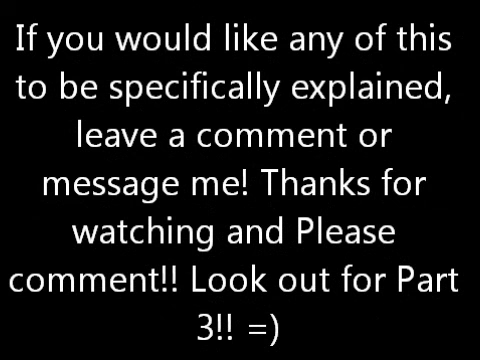 If you would like any of this
to be specifically explained,
leave a comment or
message me! Thanks for
watching and Please
comment!! Look out for Part
3!! =)